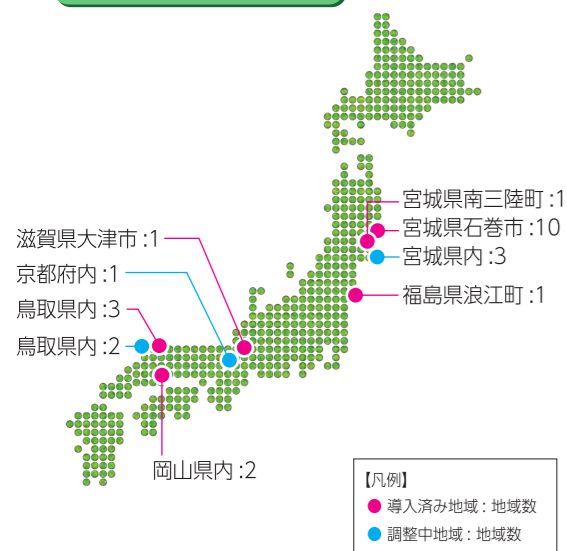 宮城県南三陸町:1
宮城県石巻市:10
宮城県内:3
福島県浪江町:1
滋賀県大津市:1
京都府内:1
鳥取県内:3
鳥取県内:2
岡山県内:2
【凡例】
導入済み地域:地域数
調整中地域:地域数